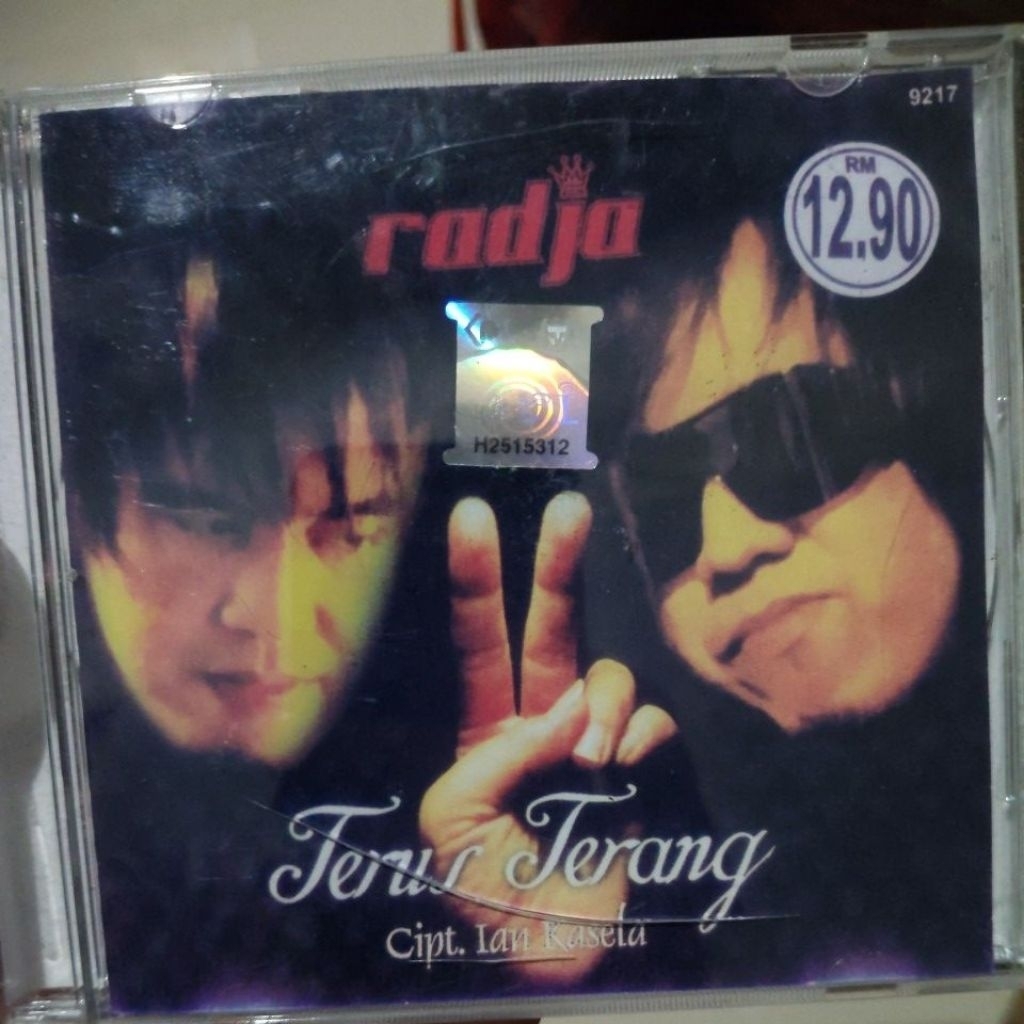 9217
RM
12.90
radja
H2515312
Terus Terang
Cipt. Ian Kasela